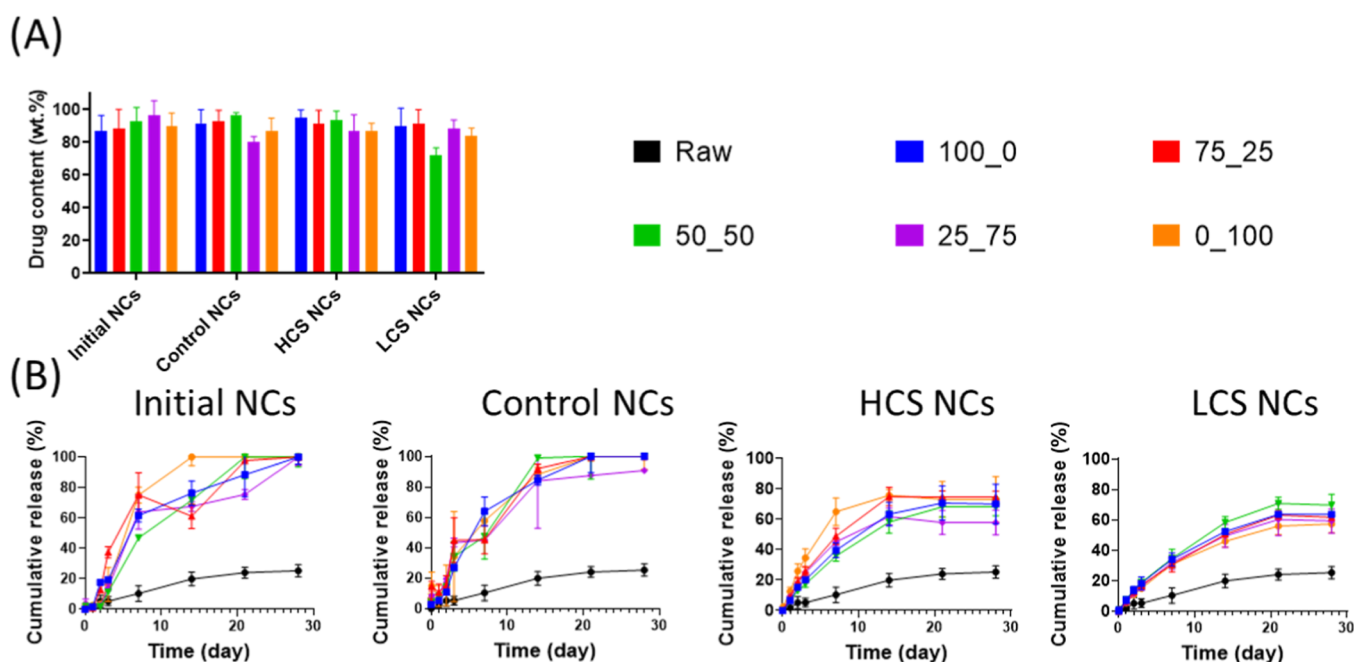 (A)
Drug content (wt.%)
100
80
60
40
20
0
Initial NCs
Control NCs
HCS NCs
LCS NCs
Raw
100_0
75_25
50_50
25_75
0_100
(B)
Initial NCs
Cumulative release (%)
100
80
60
40
20
0
0
10
20
30
Time (day)
Control NCs
Cumulative release (%)
100
80
60
40
20
0
0
10
20
30
Time (day)
HCS NCs
Cumulative release (%)
100
80
60
40
20
0
0
10
20
30
Time (day)
LCS NCs
Cumulative release (%)
100
80
60
40
20
0
0
10
20
30
Time (day)